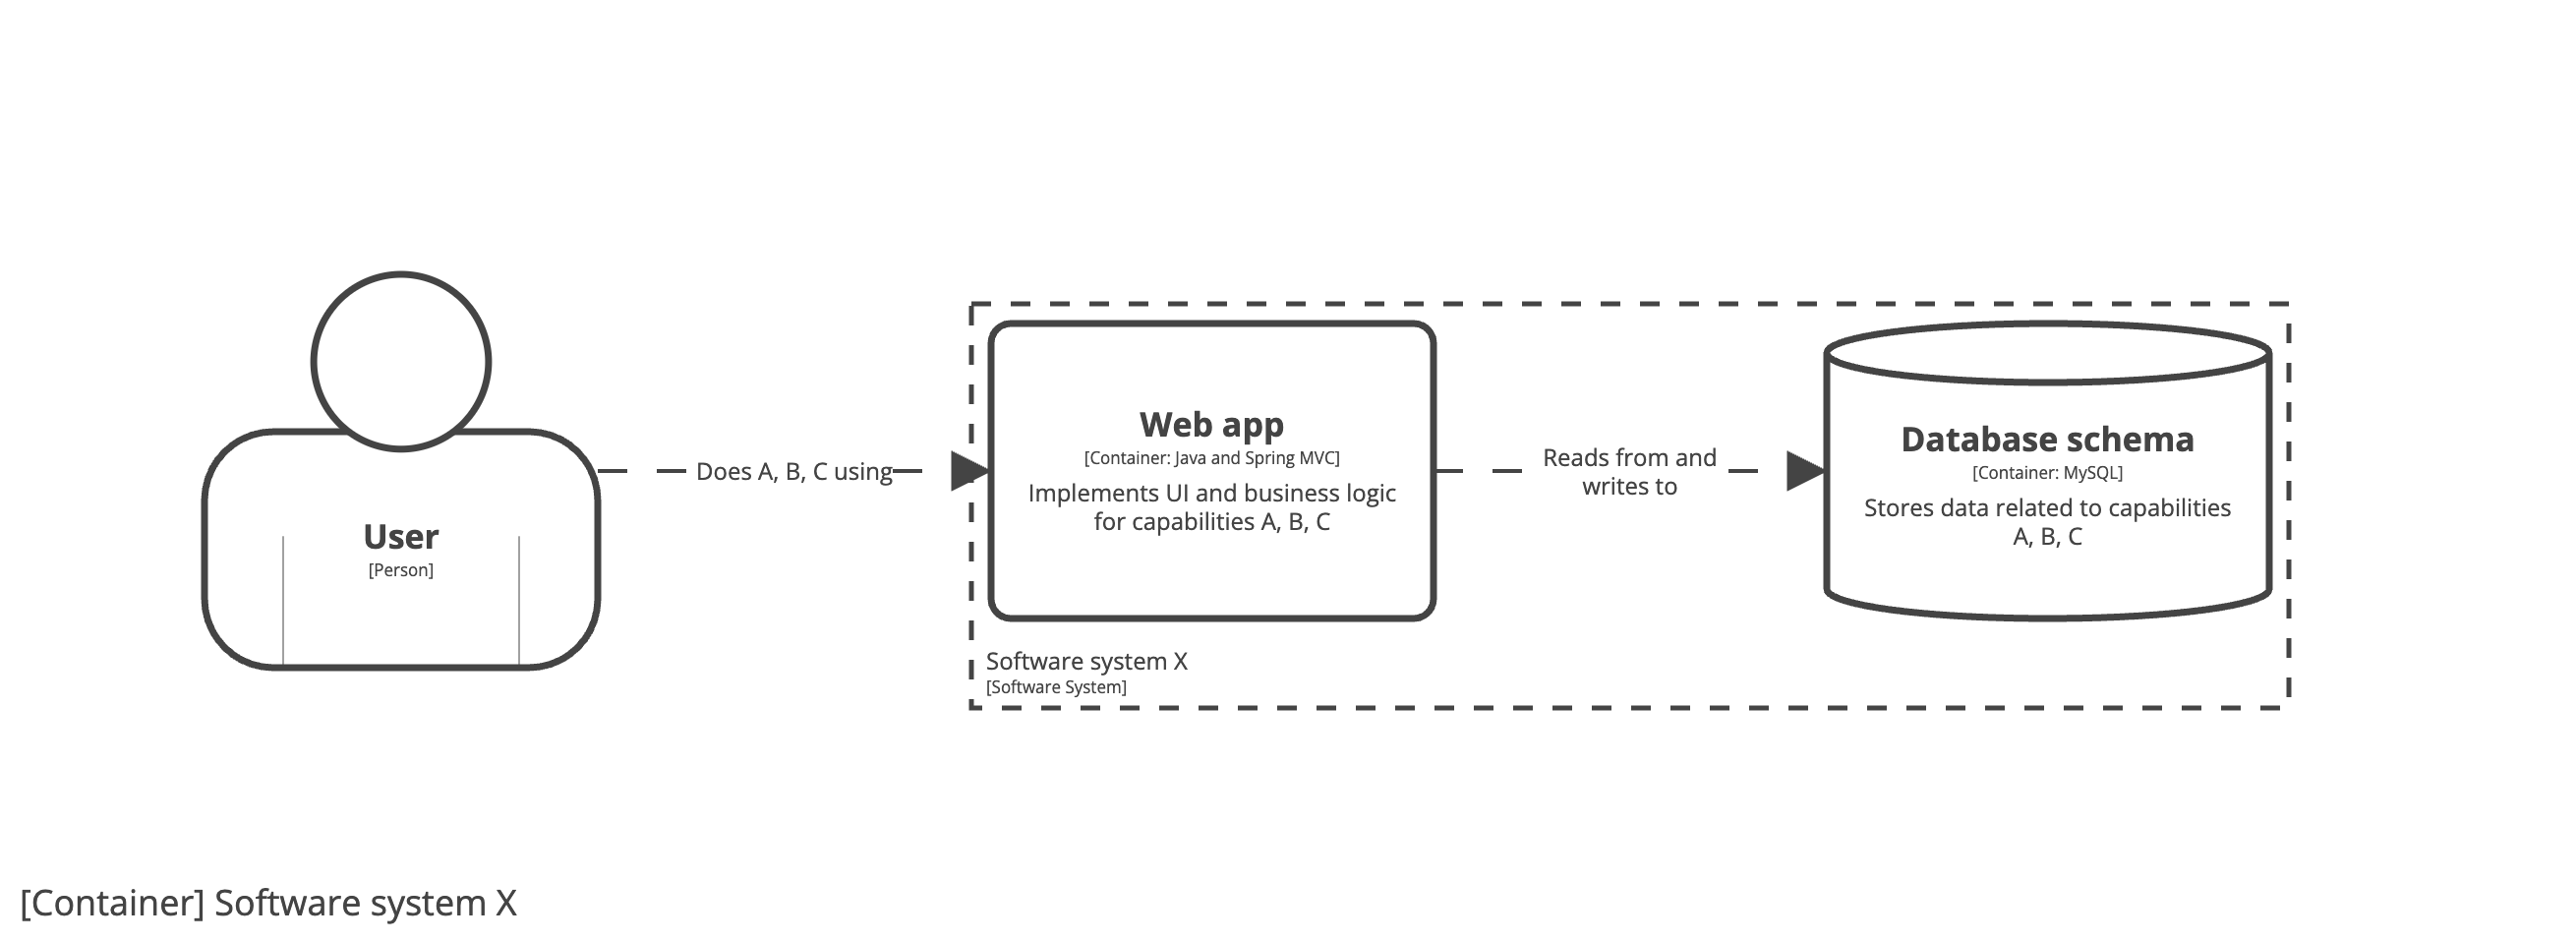 User
[Person]
Does A, B, C using
Web app
[Container: Java and Spring MVC]
Implements UI and business logic
for capabilities A, B, C
Reads from and
writes to
Database schema
[Container: MySQL]
Stores data related to capabilities
A, B, C
Software system X
[Software System]
[Container] Software system X